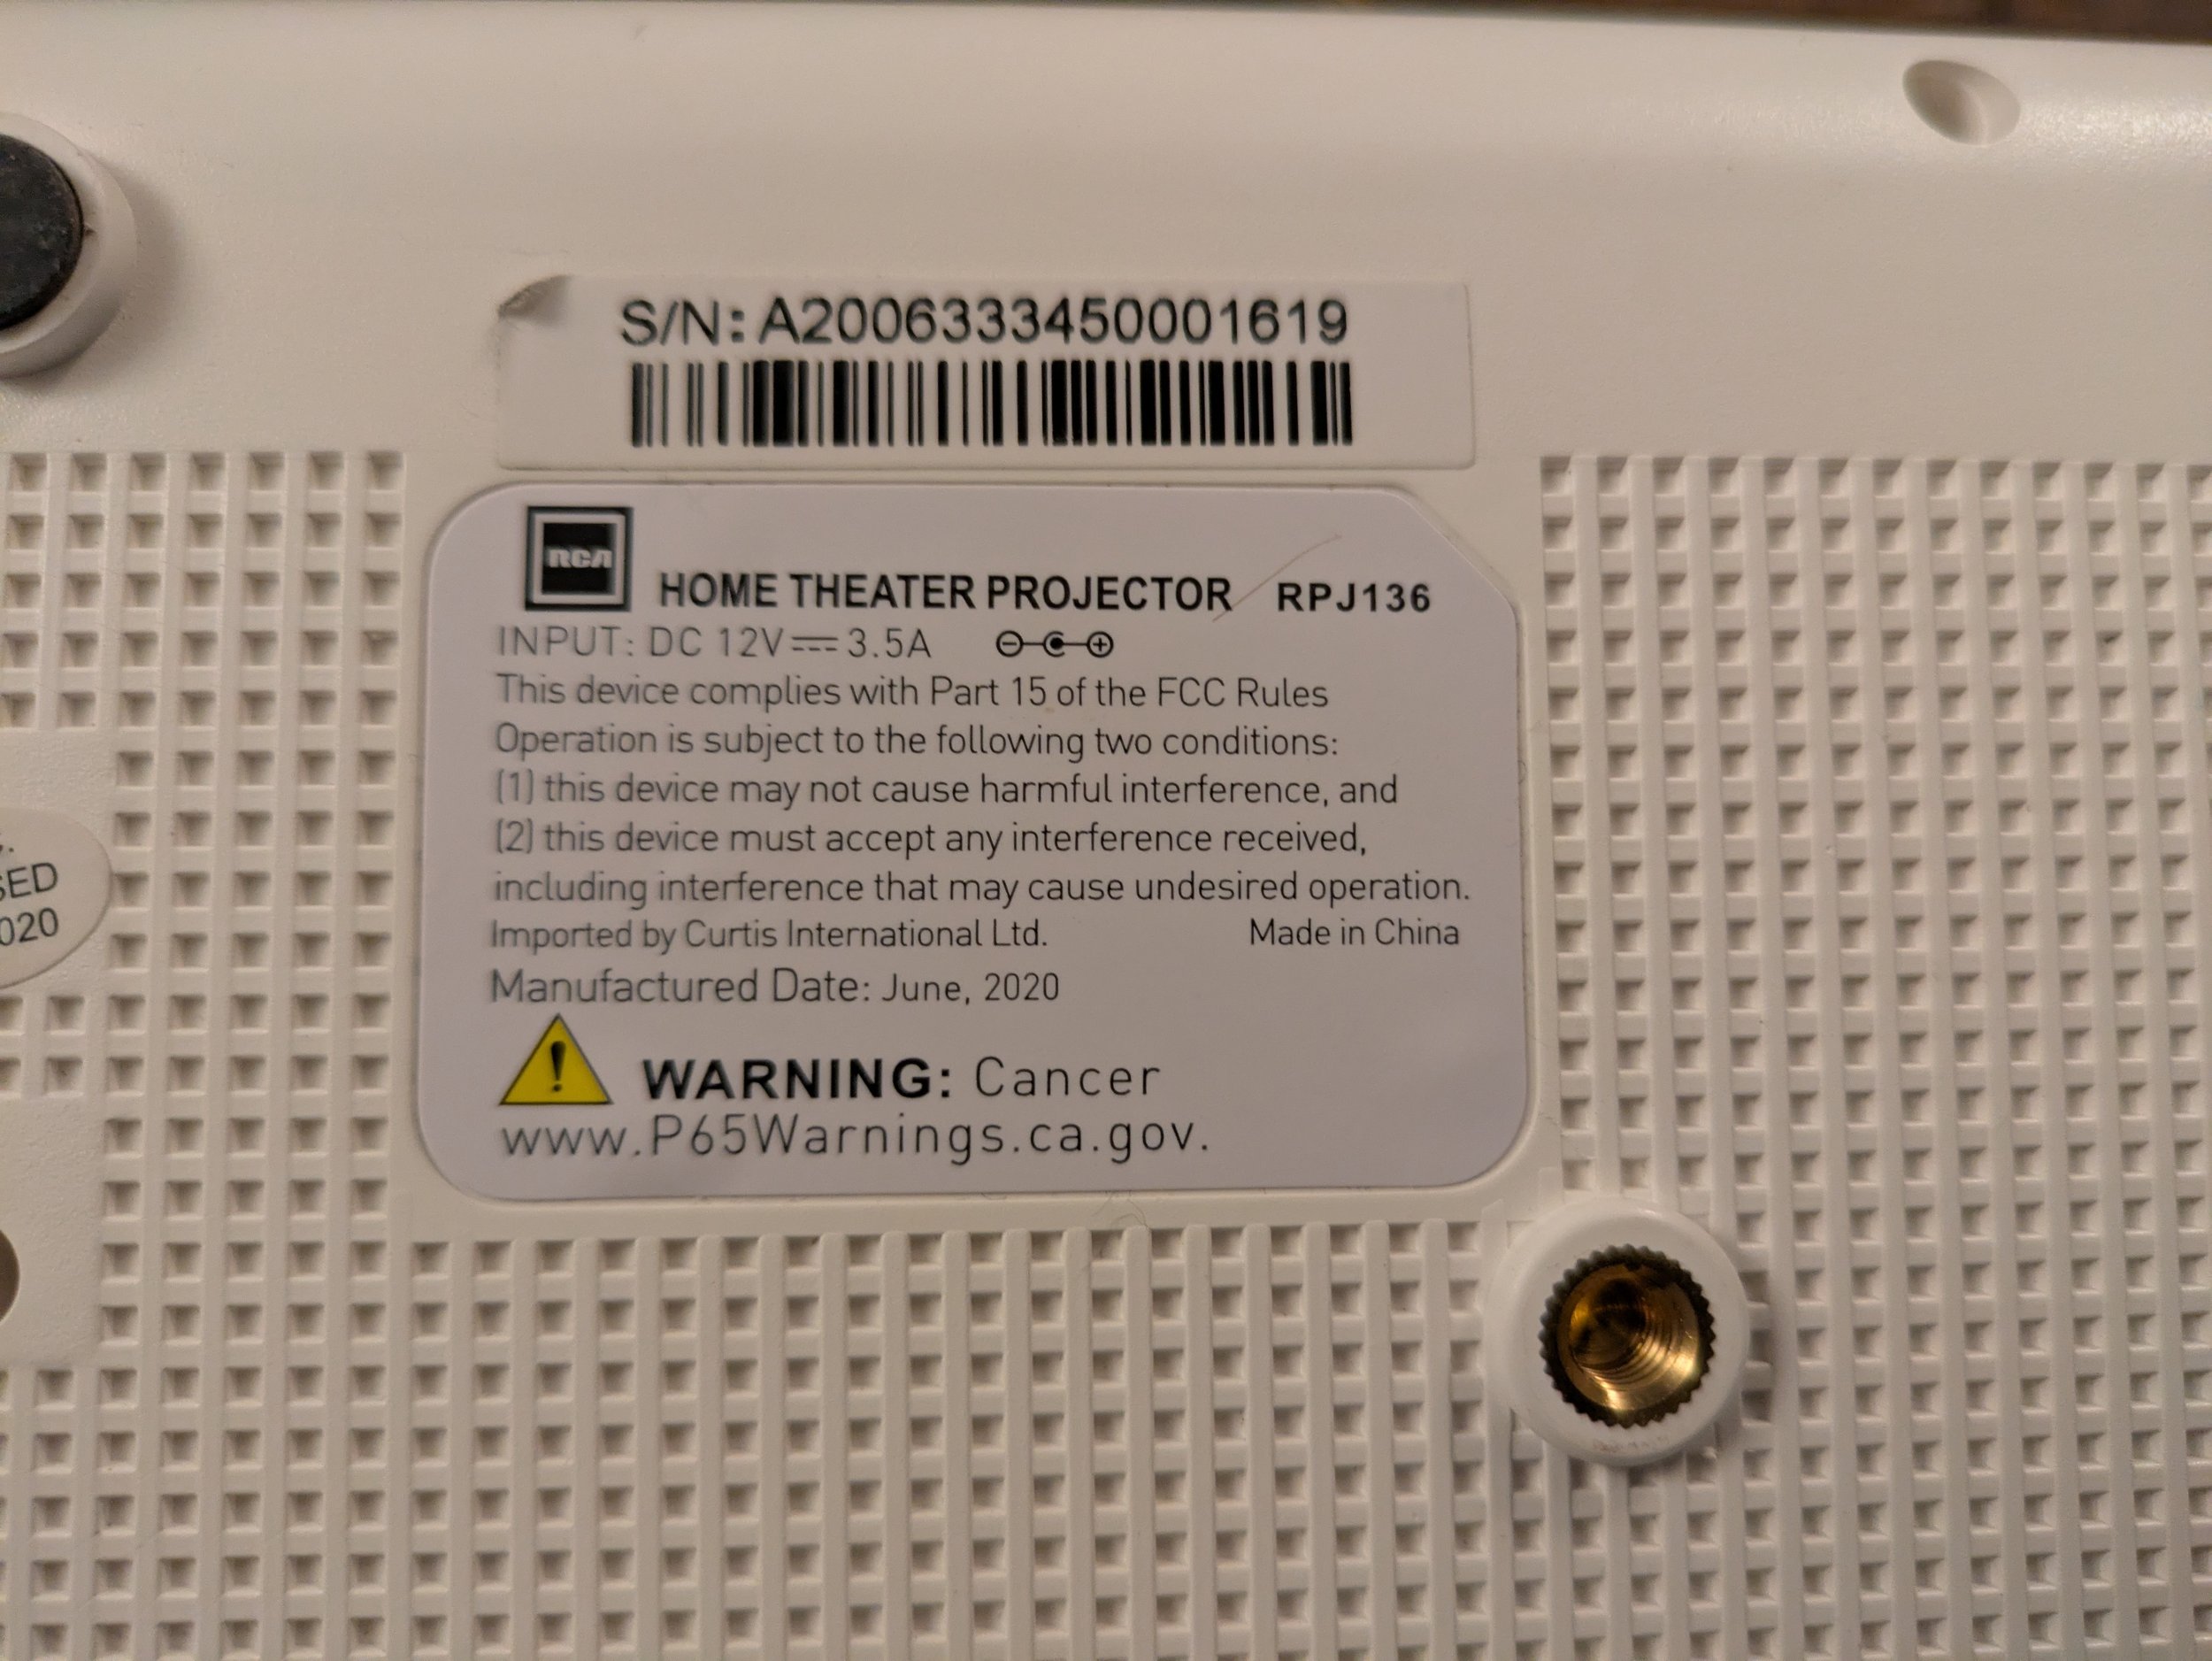 S/N: A2006333450001619
RCA
HOME THEATER PROJECTOR RPJ136
INPUT: DC 12V⎓3.5A
This device complies with Part 15 of the FCC Rules
Operation is subject to the following two conditions:
(1) this device may not cause harmful interference, and
(2) this device must accept any interference received,
including interference that may cause undesired operation.
Imported by Curtis International Ltd. Made in China
Manufactured Date: June, 2020
WARNING: Cancer
www.P65Warnings.ca.gov.
SED
020